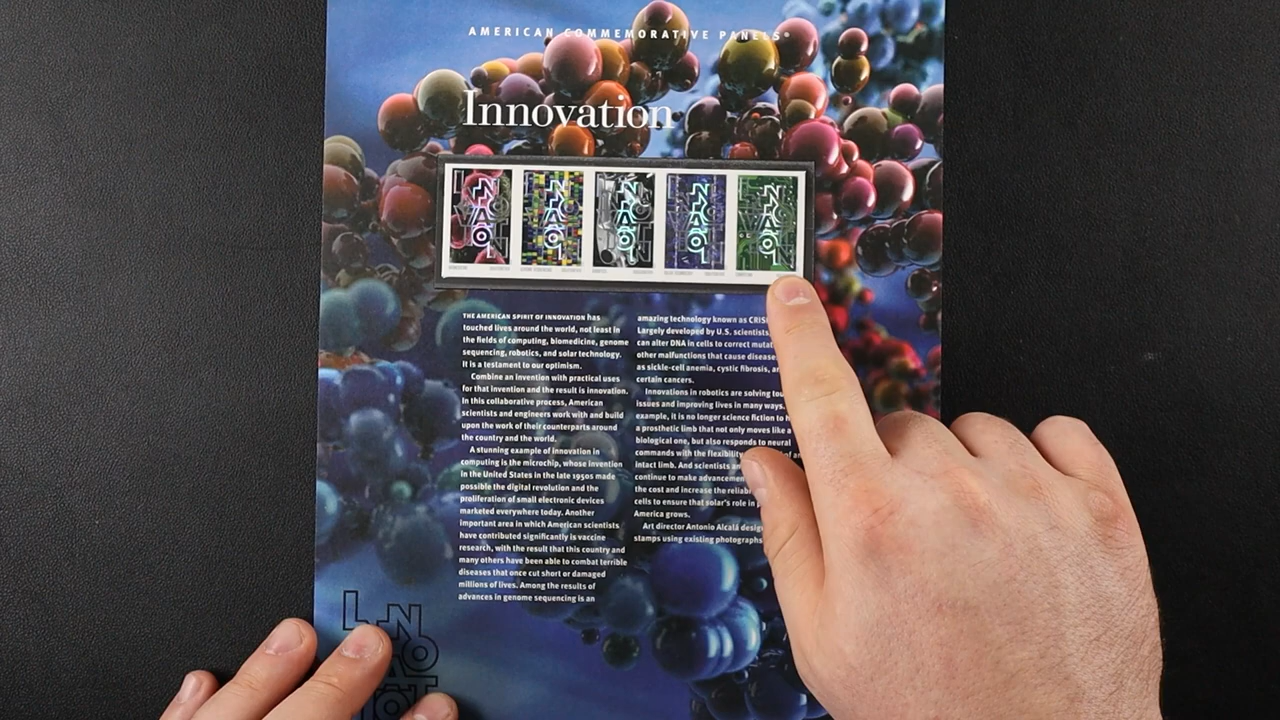 AMERICAN COMMEMORATIVE PANELS®
Innovation
THE AMERICAN SPIRIT OF INNOVATION has
touched lives around the world, not least in
the fields of computing, biomedicine, genome
sequencing, robotics, and solar technology.
It is a testament to our optimism.
Combine an invention with practical uses
for that invention and the result is innovation.
In this collaborative process, American
scientists and engineers work with and build
upon the work of their counterparts around
the country and the world.
A stunning example of innovation in
computing is the microchip, whose invention
in the United States in the late 1950s made
possible the digital revolution and the
proliferation of small electronic devices
marketed everywhere today. Another
important area in which American scientists
have contributed significantly is vaccine
research, with the result that this country and
many others have been able to combat terrible
diseases that once cut short or damaged
millions of lives. Among the results of
advances in genome sequencing is an
amazing technology known as
Largely developed by U.S. scientists,
can alter DNA in cells to correct
other malfunctions that cause
as sickle-cell anemia, cystic fibrosis,
certain cancers.
Innovations in robotics are solving
issues and improving lives in many ways.
example, it is no longer science fiction to
a prosthetic limb that not only moves like a
biological one, but also responds to neural
commands with the flexibility of an
intact limb. And scientists
continue to make
the cost and increase the
cells to ensure that solar's role in
America grows.
Art director Antonio Alcalá
stamps using existing